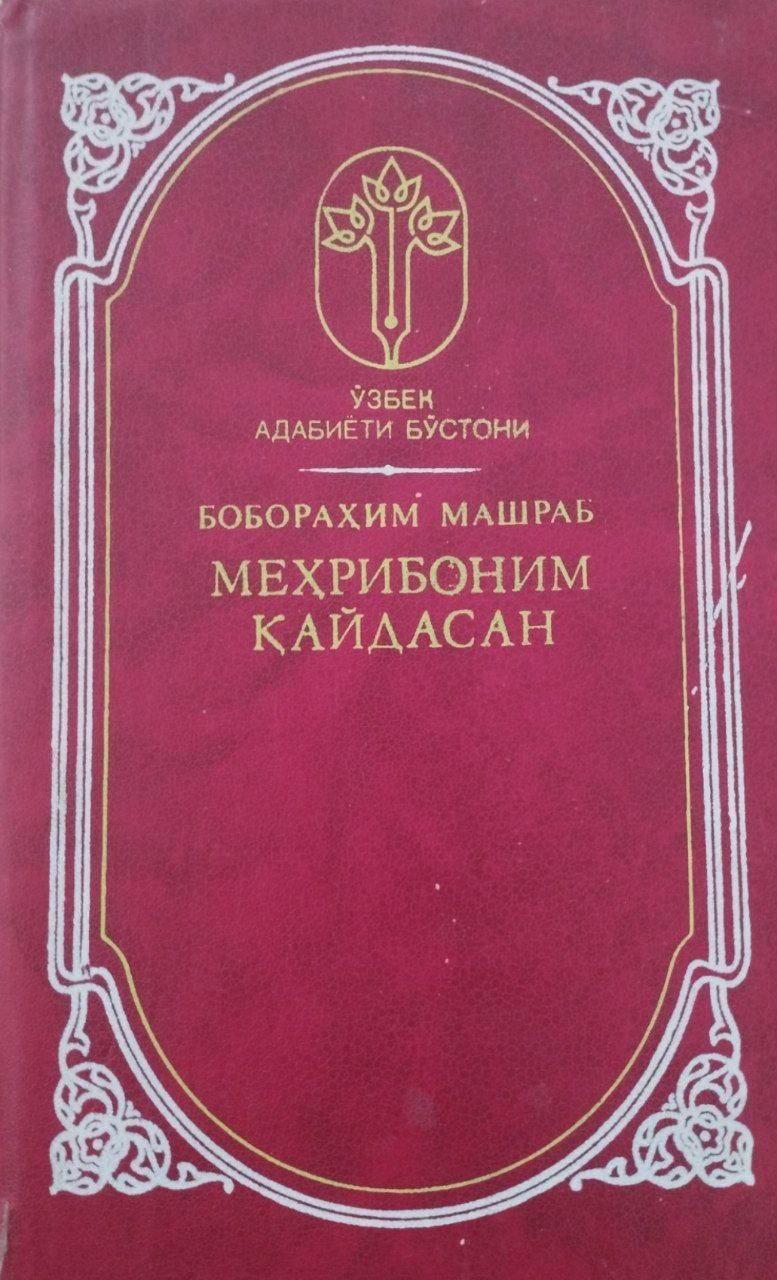 ЎЗБЕК
АДАБИЁТИ БЎСТОНИ
БОБОРАҲИМ МАШРАБ
МЕҲРИБОНИМ
ҚАЙДАСАН